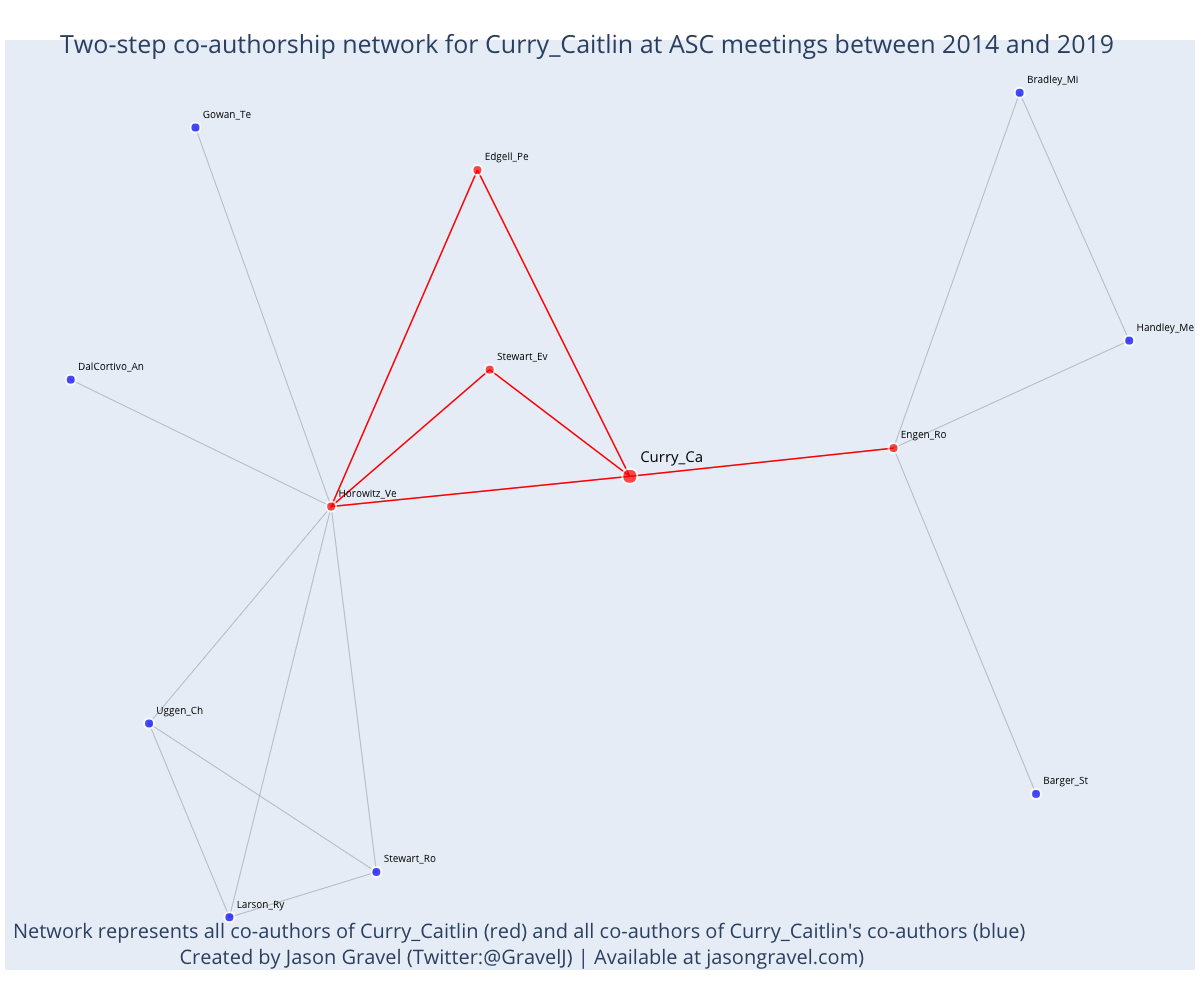 Two-step co-authorship network for Curry_Caitlin at ASC meetings between 2014 and 2019
Bradley_Mi
Gowan_Te
Edgell_Pe
Handley_Me
Stewart_Ev
DalCortivo_An
Engen_Ro
Curry_Ca
Horowitz_Ve
Uggen_Ch
Barger_St
Stewart_Ro
Larson_Ry
Network represents all co-authors of Curry_Caitlin (red) and all co-authors of Curry_Caitlin's co-authors (blue)
Created by Jason Gravel (Twitter:@GravelJ) | Available at jasongravel.com)